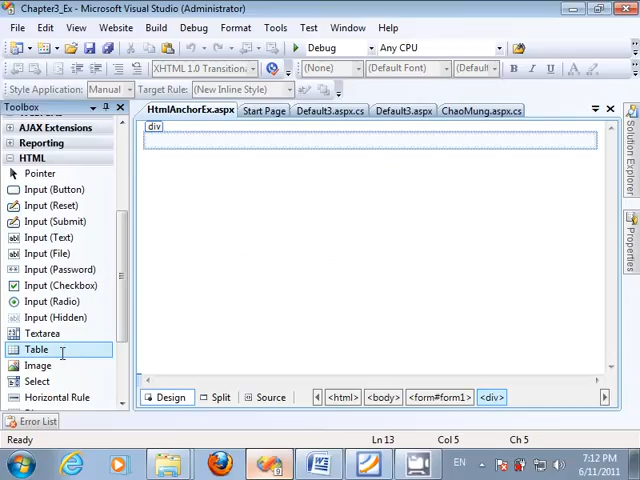 Chapter3_Ex - Microsoft Visual Studio (Administrator)
File Edit View Website Build Debug Format Tools Test Window Help
Debug Any CPU
XHTML 1.0 Transition (None) (Default Font) (Default
Style Application: Manual Target Rule: (New Inline Style)
Toolbox
HtmlAnchorEx.aspx Start Page Default3.aspx.cs Default3.aspx ChaoMung.aspx.cs
AJAX Extensions
Reporting
HTML
Pointer
Input (Button)
Input (Reset)
Input (Submit)
Input (Text)
Input (File)
Input (Password)
Input (Checkbox)
Input (Radio)
Input (Hidden)
Textarea
Table
Image
Select
Horizontal Rule
div
Solution Explorer
Properties
Design Split Source <html> <body> <form#form1> <div>
Error List
Ready Ln 13 Col 5 Ch 5
EN 7:12 PM
6/11/2011